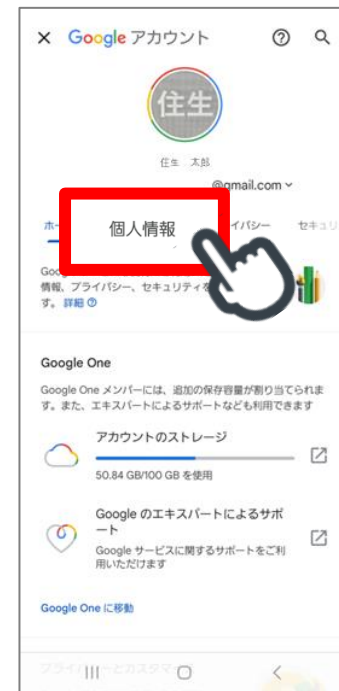 Google アカウント
住生
住生 太郎
@gmail.com
ホー 個人情報 イバシー セキュリ
Goog
情報、プライバシー、セキュリティを
す。 詳細
Google One
Google One メンバーには、追加の保存容量が割り当てられま
す。また、エキスパートによるサポートなども利用できます
アカウントのストレージ
50.84 GB/100 GB を使用
Google のエキスパートによるサポ
ート
Google サービスに関するサポートをご利
用いただけます
Google One に移動